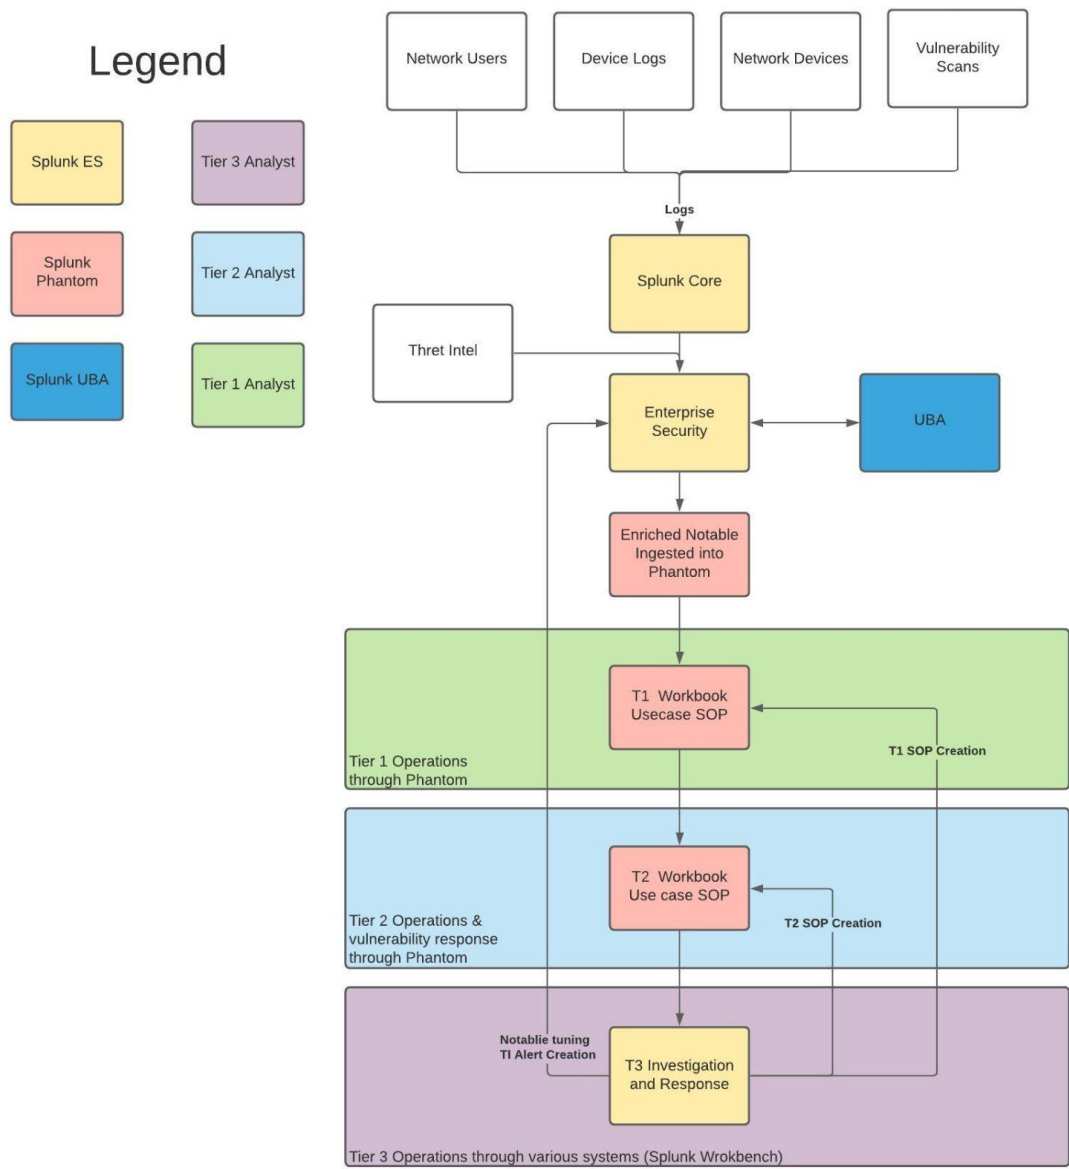 Legend
Splunk ES
Tier 3 Analyst
Splunk
Phantom
Tier 2 Analyst
Splunk UBA
Tier 1 Analyst
Network Users
Device Logs
Network Devices
Vulnerability
Scans
Logs
Splunk Core
Thret Intel
Enterprise
Security
UBA
Enriched Notable
Ingested into
Phantom
T1 Workbook
Usecase SOP
T1 SOP Creation
Tier 1 Operations
through Phantom
T2 Workbook
Use case SOP
T2 SOP Creation
Tier 2 Operations &
vulnerability response
through Phantom
Notablie tuning
TI Alert Creation
T3 Investigation
and Response
Tier 3 Operations through various systems (Splunk Wrokbench)